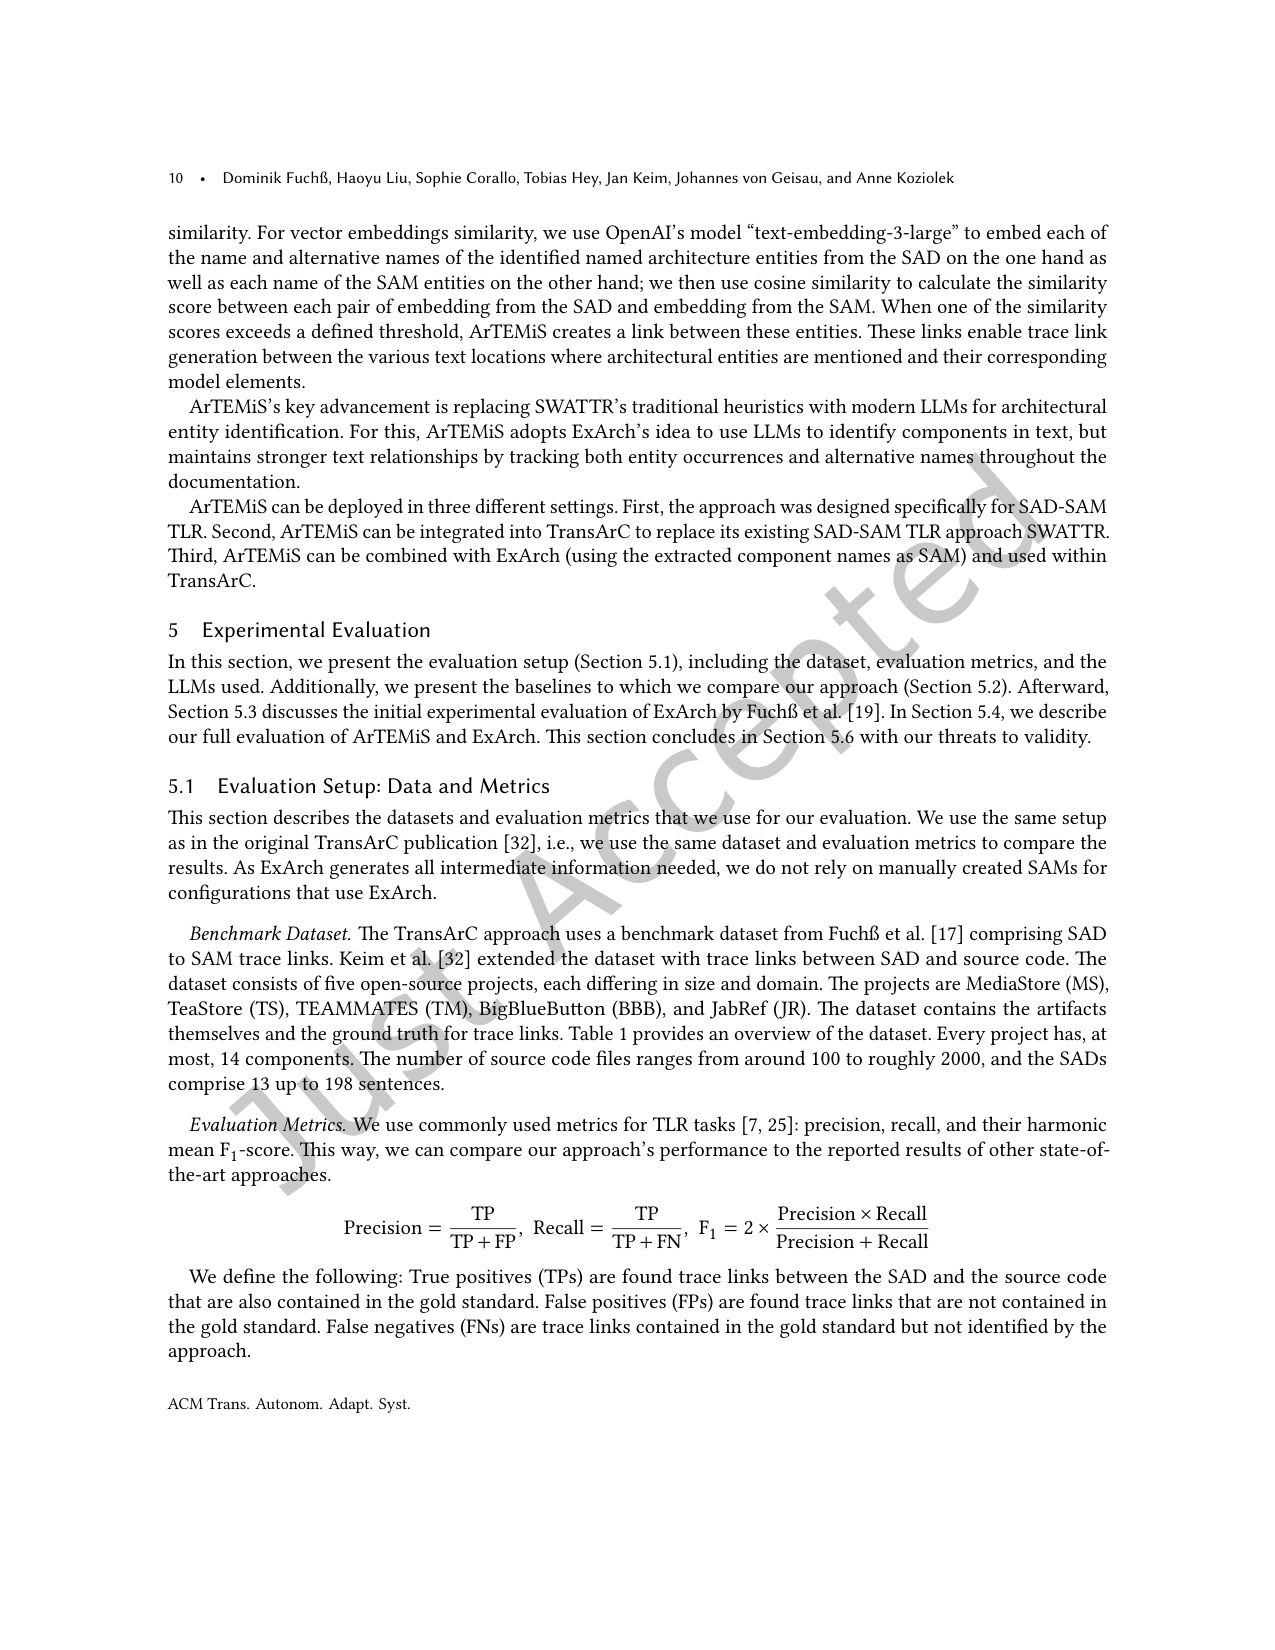 10 • Dominik Fuchß, Haoyu Liu, Sophie Corallo, Tobias Hey, Jan Keim, Johannes von Geisau, and Anne Koziolek
similarity. For vector embeddings similarity, we use OpenAI's model “text-embedding-3-large” to embed each of
the name and alternative names of the identified named architecture entities from the SAD on the one hand as
well as each name of the SAM entities on the other hand; we then use cosine similarity to calculate the similarity
score between each pair of embedding from the SAD and embedding from the SAM. When one of the similarity
scores exceeds a defined threshold, ArTEMiS creates a link between these entities. These links enable trace link
generation between the various text locations where architectural entities are mentioned and their corresponding
model elements.
ArTEMiS's key advancement is replacing SWATTR's traditional heuristics with modern LLMs for architectural
entity identification. For this, ArTEMiS adopts ExArch's idea to use LLMs to identify components in text, but
maintains stronger text relationships by tracking both entity occurrences and alternative names throughout the
documentation.
ArTEMiS can be deployed in three different settings. First, the approach was designed specifically for SAD-SAM
TLR. Second, ArTEMiS can be integrated into TransArC to replace its existing SAD-SAM TLR approach SWATTR.
Third, ArTEMiS can be combined with ExArch (using the extracted component names as SAM) and used within
TransArC.
5 Experimental Evaluation
In this section, we present the evaluation setup (Section 5.1), including the dataset, evaluation metrics, and the
LLMs used. Additionally, we present the baselines to which we compare our approach (Section 5.2). Afterward,
Section 5.3 discusses the initial experimental evaluation of ExArch by Fuchß et al. [19]. In Section 5.4, we describe
our full evaluation of ArTEMiS and ExArch. This section concludes in Section 5.6 with our threats to validity.
5.1 Evaluation Setup: Data and Metrics
This section describes the datasets and evaluation metrics that we use for our evaluation. We use the same setup
as in the original TransArC publication [32], i.e., we use the same dataset and evaluation metrics to compare the
results. As ExArch generates all intermediate information needed, we do not rely on manually created SAMs for
configurations that use ExArch.
Benchmark Dataset. The TransArC approach uses a benchmark dataset from Fuchß et al. [17] comprising SAD
to SAM trace links. Keim et al. [32] extended the dataset with trace links between SAD and source code. The
dataset consists of five open-source projects, each differing in size and domain. The projects are MediaStore (MS),
TeaStore (TS), TEAMMATES (TM), BigBlueButton (BBB), and JabRef (JR). The dataset contains the artifacts
themselves and the ground truth for trace links. Table 1 provides an overview of the dataset. Every project has, at
most, 14 components. The number of source code files ranges from around 100 to roughly 2000, and the SADs
comprise 13 up to 198 sentences.
Evaluation Metrics. We use commonly used metrics for TLR tasks [7, 25]: precision, recall, and their harmonic
mean F₁-score. This way, we can compare our approach's performance to the reported results of other state-of-
the-art approaches.
Precision = TP / (TP + FP), Recall = TP / (TP + FN), F₁ = 2 × (Precision × Recall) / (Precision + Recall)
We define the following: True positives (TPs) are found trace links between the SAD and the source code
that are also contained in the gold standard. False positives (FPs) are found trace links that are not contained in
the gold standard. False negatives (FNs) are trace links contained in the gold standard but not identified by the
approach.
ACM Trans. Autonom. Adapt. Syst.
Just Accepted